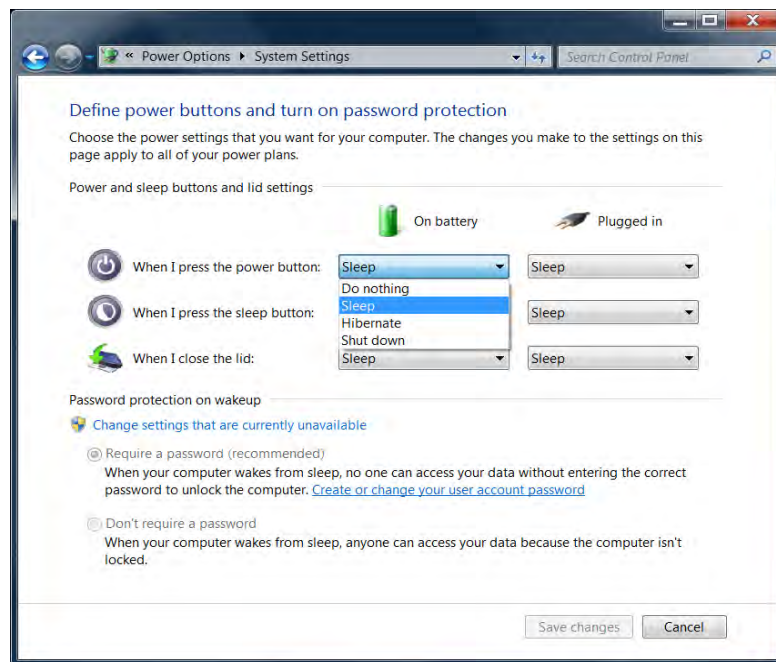 « Power Options ▸ System Settings
Search Control Panel
Define power buttons and turn on password protection
Choose the power settings that you want for your computer. The changes you make to the settings on this
page apply to all of your power plans.
Power and sleep buttons and lid settings
On battery Plugged in
When I press the power button: Sleep Sleep
Do nothing
Sleep
Hibernate
Shut down
When I press the sleep button: Sleep
When I close the lid: Sleep Sleep
Password protection on wakeup
Change settings that are currently unavailable
Require a password (recommended)
When your computer wakes from sleep, no one can access your data without entering the correct
password to unlock the computer. Create or change your user account password
Don't require a password
When your computer wakes from sleep, anyone can access your data because the computer isn't
locked.
Save changes Cancel